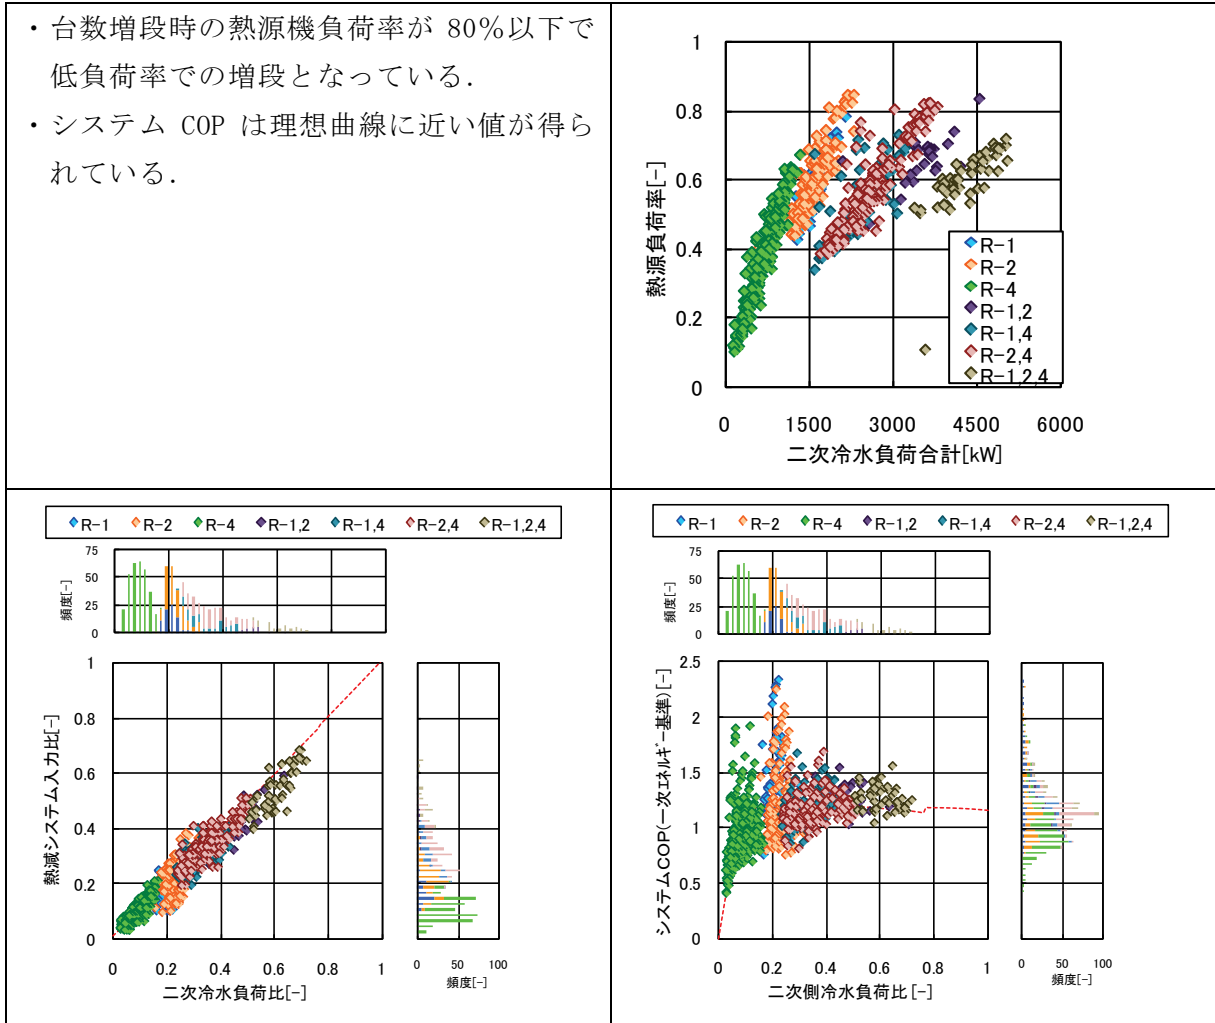 ・台数増段時の熱源機負荷率が 80％以下で
低負荷率での増段となっている．
・システム COP は理想曲線に近い値が得ら
れている．
1
0.8
0.6
0.4
0.2
0
熱源負荷率[-]
R-1
R-2
R-4
R-1,2
R-1,4
R-2,4
R-1,2,4
0 1500 3000 4500 6000
二次冷水負荷合計[kW]
R-1 R-2 R-4 R-1,2 R-1,4 R-2,4 R-1,2,4
75
50
25
0
頻度[-]
1
0.8
0.6
0.4
0.2
0
熱減システム入力比[-]
0 0.2 0.4 0.6 0.8 1
二次冷水負荷比[-]
0 50 100
頻度[-]
R-1 R-2 R-4 R-1,2 R-1,4 R-2,4 R-1,2,4
75
50
25
0
頻度[-]
2.5
2
1.5
1
0.5
0
システムCOP(一次ｴﾈﾙｷﾞｰ基準)[-]
0 0.2 0.4 0.6 0.8 1
二次側冷水負荷比[-]
0 50 100
頻度[-]